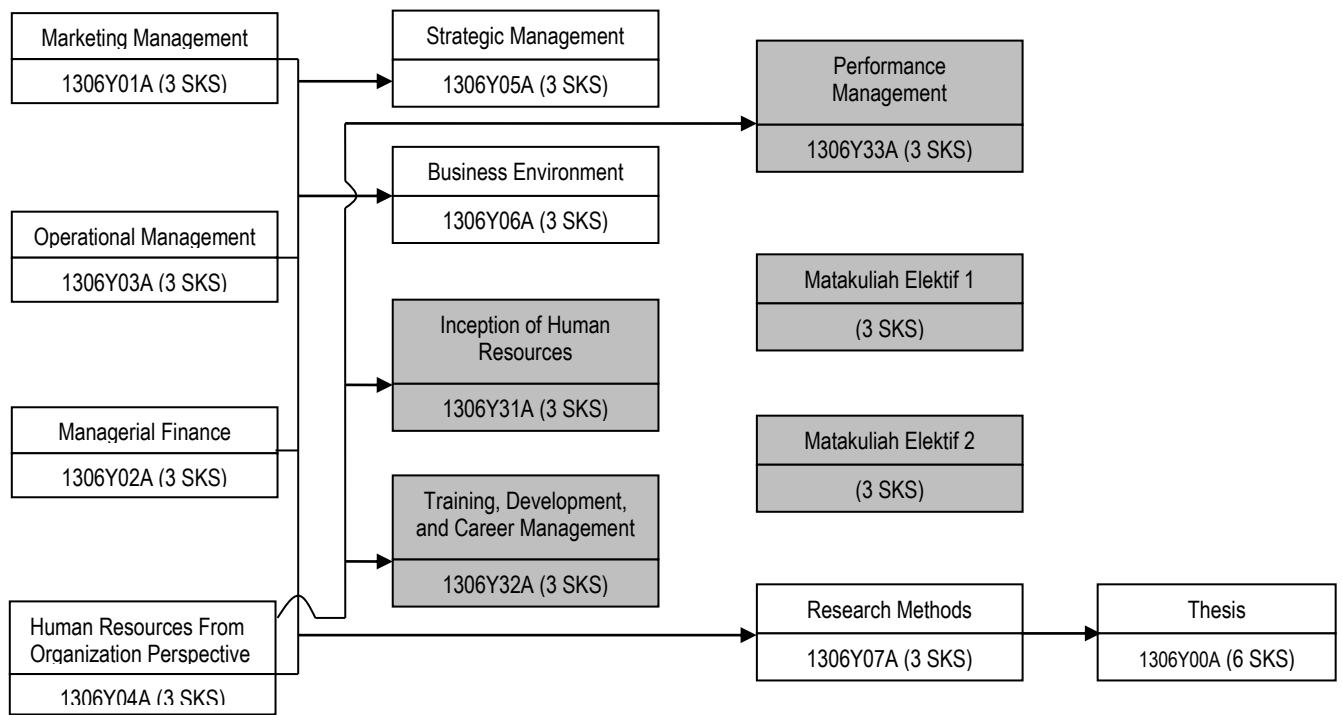 Marketing Management
1306Y01A (3 SKS)
Operational Management
1306Y03A (3 SKS)
Managerial Finance
1306Y02A (3 SKS)
Human Resources From
Organization Perspective
1306Y04A (3 SKS)
Strategic Management
1306Y05A (3 SKS)
Business Environment
1306Y06A (3 SKS)
Inception of Human
Resources
1306Y31A (3 SKS)
Training, Development,
and Career Management
1306Y32A (3 SKS)
Performance
Management
1306Y33A (3 SKS)
Matakuliah Elektif 1
(3 SKS)
Matakuliah Elektif 2
(3 SKS)
Research Methods
1306Y07A (3 SKS)
Thesis
1306Y00A (6 SKS)